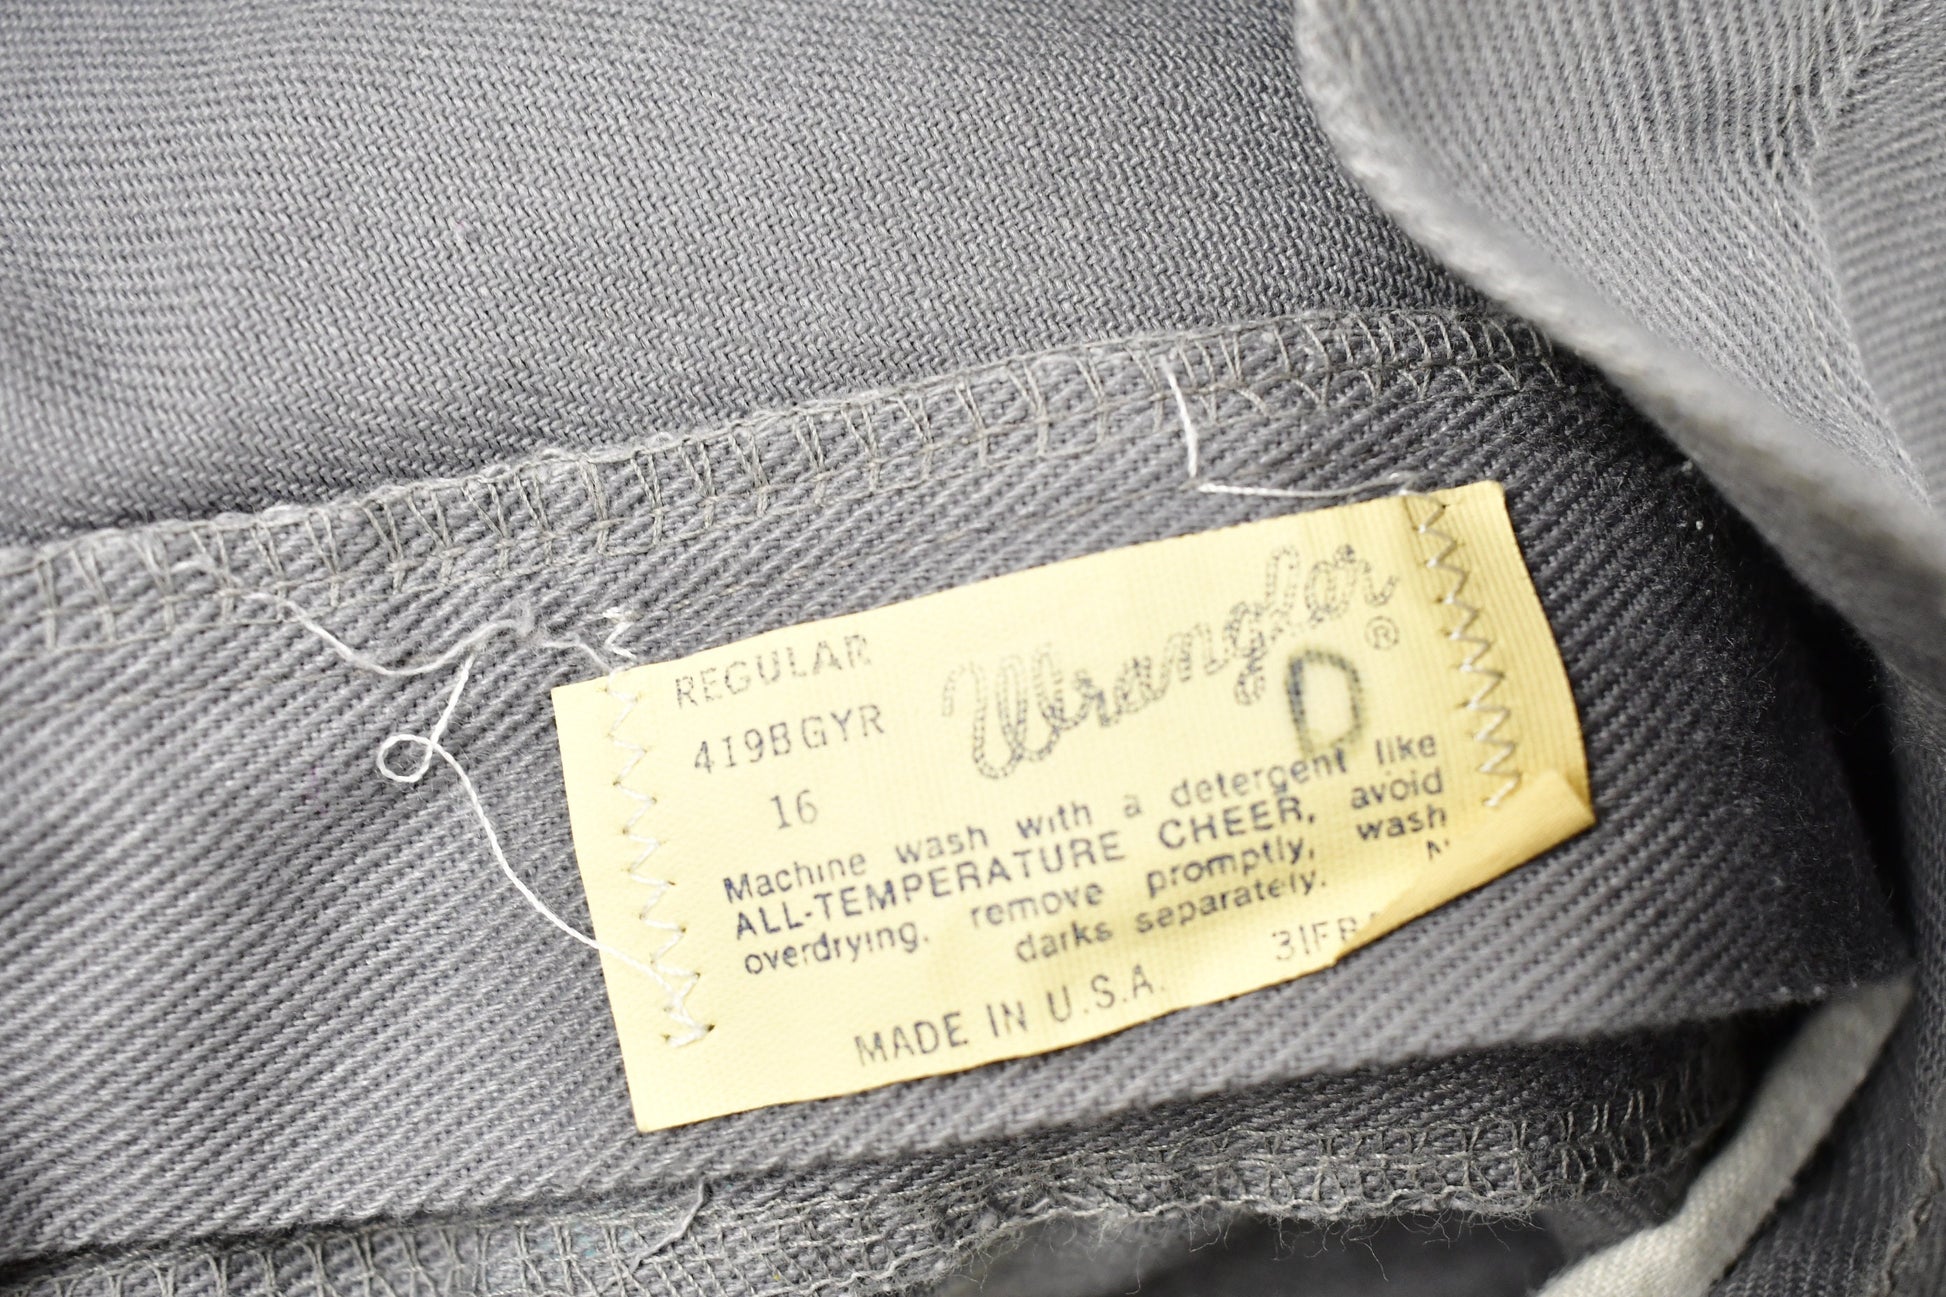 REGULAR
419BGYR
16
Wrangler ®
D
Machine wash with a detergent like
ALL-TEMPERATURE CHEER, avoid
overdrying, remove promptly, wash
darks separately.
MADE IN U.S.A.